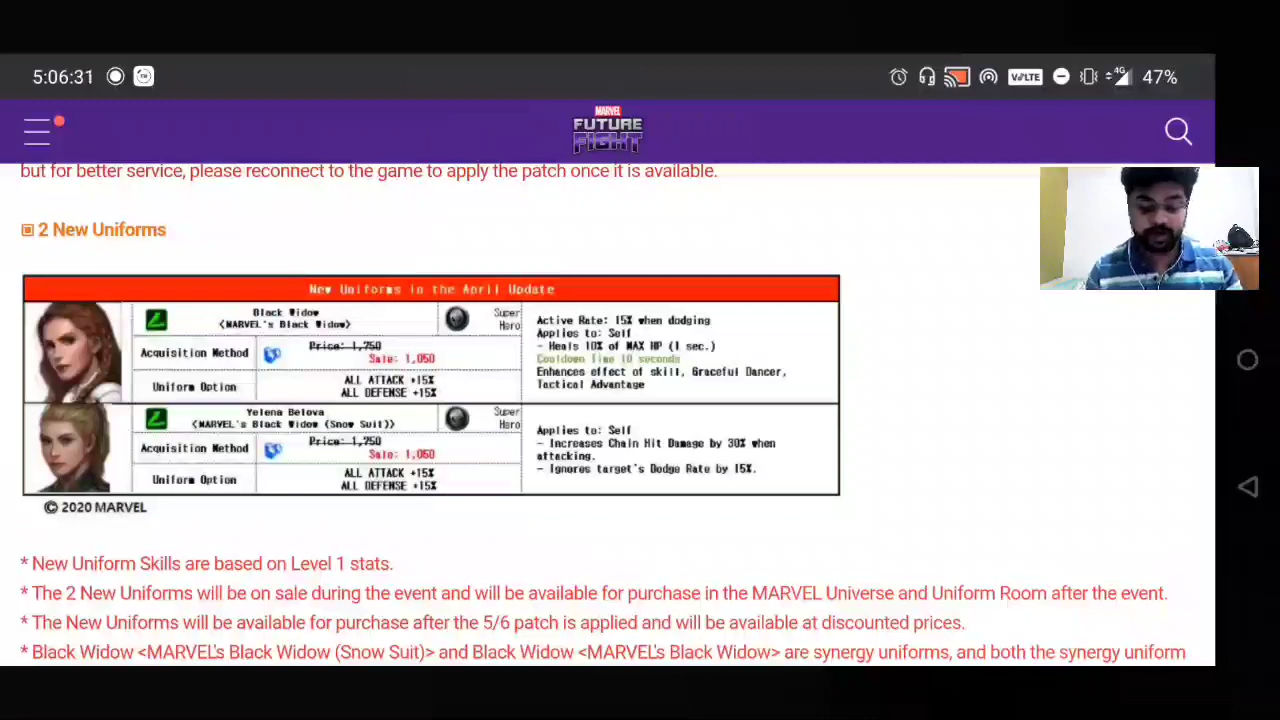 5:06:31
VoLTE 4G 47%
MARVEL
FUTURE
FIGHT
but for better service, please reconnect to the game to apply the patch once it is available.
2 New Uniforms
New Uniforms in the April Update
Black Widow
<MARVEL's Black Widow>
Super
Hero
Acquisition Method
Price: 1,750
Sale: 1,050
Uniform Option
ALL ATTACK +15%
ALL DEFENSE +15%
Active Rate: 15% when dodging
Applies to: Self
- Heals 10% of MAX HP (1 sec.)
Cooldown Time 10 seconds
Enhances effect of skill, Graceful Dancer,
Tactical Advantage
Yelena Belova
<MARVEL's Black Widow (Snow Suit)>
Super
Hero
Acquisition Method
Price: 1,750
Sale: 1,050
Uniform Option
ALL ATTACK +15%
ALL DEFENSE +15%
Applies to: Self
- Increases Chain Hit Damage by 30% when
attacking.
- Ignores target's Dodge Rate by 15%.
© 2020 MARVEL
* New Uniform Skills are based on Level 1 stats.
* The 2 New Uniforms will be on sale during the event and will be available for purchase in the MARVEL Universe and Uniform Room after the event.
* The New Uniforms will be available for purchase after the 5/6 patch is applied and will be available at discounted prices.
* Black Widow <MARVEL's Black Widow (Snow Suit)> and Black Widow <MARVEL's Black Widow> are synergy uniforms, and both the synergy uniform